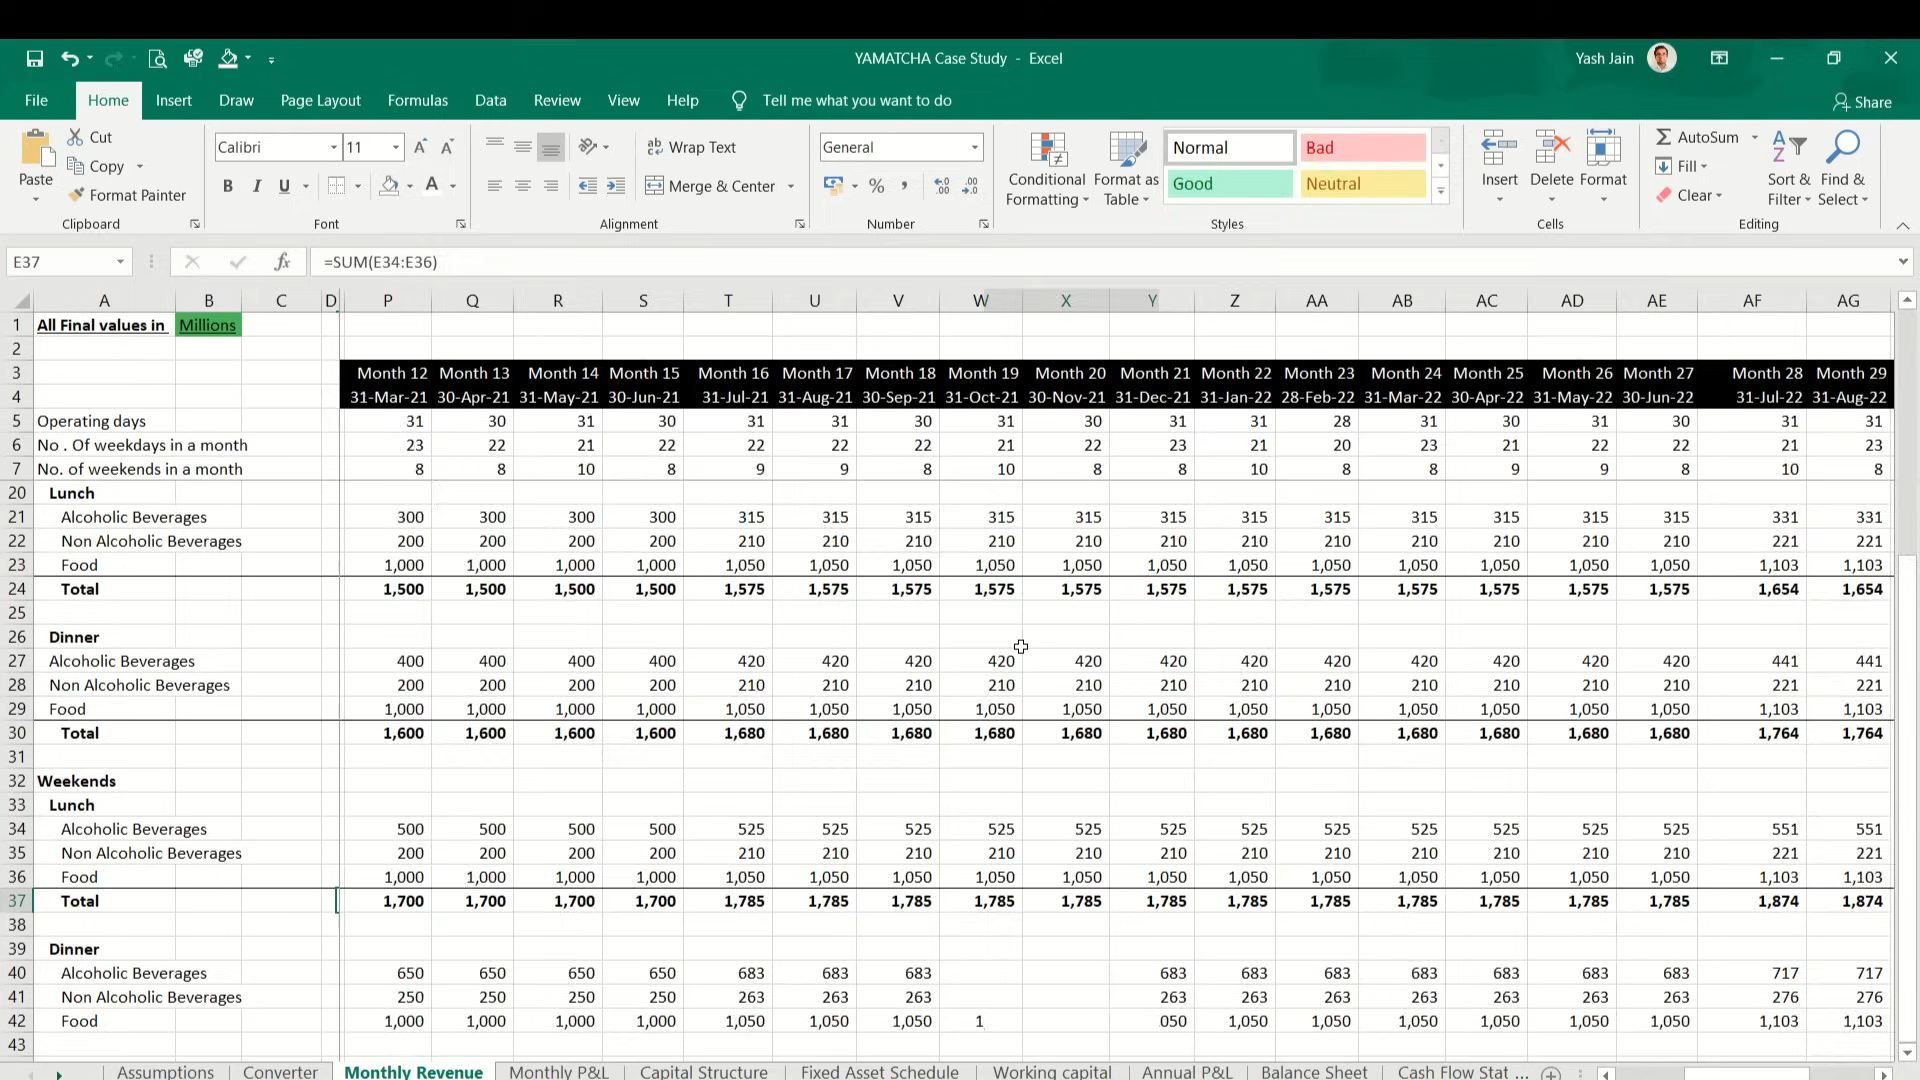 YAMATCHA Case Study - Excel
Yash Jain
File Home Insert Draw Page Layout Formulas Data Review View Help Tell me what you want to do
Share
Paste
Cut
Copy
Format Painter
Clipboard
Calibri 11
B I U
Font
Wrap Text
Merge & Center
Alignment
General
Number
Conditional Formatting
Format as Table
Normal Bad
Good Neutral
Styles
Insert Delete Format
Cells
AutoSum
Fill
Clear
Sort & Filter
Find & Select
Editing
E37 fx =SUM(E34:E36)
A B C D P Q R S T U V W X Y Z AA AB AC AD AE AF AG
1 All Final values in Millions
2
3 Month 12 Month 13 Month 14 Month 15 Month 16 Month 17 Month 18 Month 19 Month 20 Month 21 Month 22 Month 23 Month 24 Month 25 Month 26 Month 27 Month 28 Month 29
4 31-Mar-21 30-Apr-21 31-May-21 30-Jun-21 31-Jul-21 31-Aug-21 30-Sep-21 31-Oct-21 30-Nov-21 31-Dec-21 31-Jan-22 28-Feb-22 31-Mar-22 30-Apr-22 31-May-22 30-Jun-22 31-Jul-22 31-Aug-22
5 Operating days 31 30 31 30 31 31 30 31 30 31 31 28 31 30 31 30 31 31
6 No . Of weekdays in a month 23 22 21 22 22 22 22 21 22 23 21 20 23 21 22 22 21 23
7 No. of weekends in a month 8 8 10 8 9 9 8 10 8 8 10 8 8 9 9 8 10 8
20 Lunch
21 Alcoholic Beverages 300 300 300 300 315 315 315 315 315 315 315 315 315 315 315 315 331 331
22 Non Alcoholic Beverages 200 200 200 200 210 210 210 210 210 210 210 210 210 210 210 210 221 221
23 Food 1,000 1,000 1,000 1,000 1,050 1,050 1,050 1,050 1,050 1,050 1,050 1,050 1,050 1,050 1,050 1,050 1,103 1,103
24 Total 1,500 1,500 1,500 1,500 1,575 1,575 1,575 1,575 1,575 1,575 1,575 1,575 1,575 1,575 1,575 1,575 1,654 1,654
25
26 Dinner
27 Alcoholic Beverages 400 400 400 400 420 420 420 420 420 420 420 420 420 420 420 420 441 441
28 Non Alcoholic Beverages 200 200 200 200 210 210 210 210 210 210 210 210 210 210 210 210 221 221
29 Food 1,000 1,000 1,000 1,000 1,050 1,050 1,050 1,050 1,050 1,050 1,050 1,050 1,050 1,050 1,050 1,050 1,103 1,103
30 Total 1,600 1,600 1,600 1,600 1,680 1,680 1,680 1,680 1,680 1,680 1,680 1,680 1,680 1,680 1,680 1,680 1,764 1,764
31
32 Weekends
33 Lunch
34 Alcoholic Beverages 500 500 500 500 525 525 525 525 525 525 525 525 525 525 525 525 551 551
35 Non Alcoholic Beverages 200 200 200 200 210 210 210 210 210 210 210 210 210 210 210 210 221 221
36 Food 1,000 1,000 1,000 1,000 1,050 1,050 1,050 1,050 1,050 1,050 1,050 1,050 1,050 1,050 1,050 1,050 1,103 1,103
37 Total 1,700 1,700 1,700 1,700 1,785 1,785 1,785 1,785 1,785 1,785 1,785 1,785 1,785 1,785 1,785 1,785 1,874 1,874
38
39 Dinner
40 Alcoholic Beverages 650 650 650 650 683 683 683 683 683 683 683 683 683 683 717 717
41 Non Alcoholic Beverages 250 250 250 250 263 263 263 263 263 263 263 263 263 263 276 276
42 Food 1,000 1,000 1,000 1,000 1,050 1,050 1,050 1 050 1,050 1,050 1,050 1,050 1,050 1,050 1,103 1,103
43
Assumptions Converter Monthly Revenue Monthly P&L Capital Structure Fixed Asset Schedule Working capital Annual P&L Balance Sheet Cash Flow Stat ...